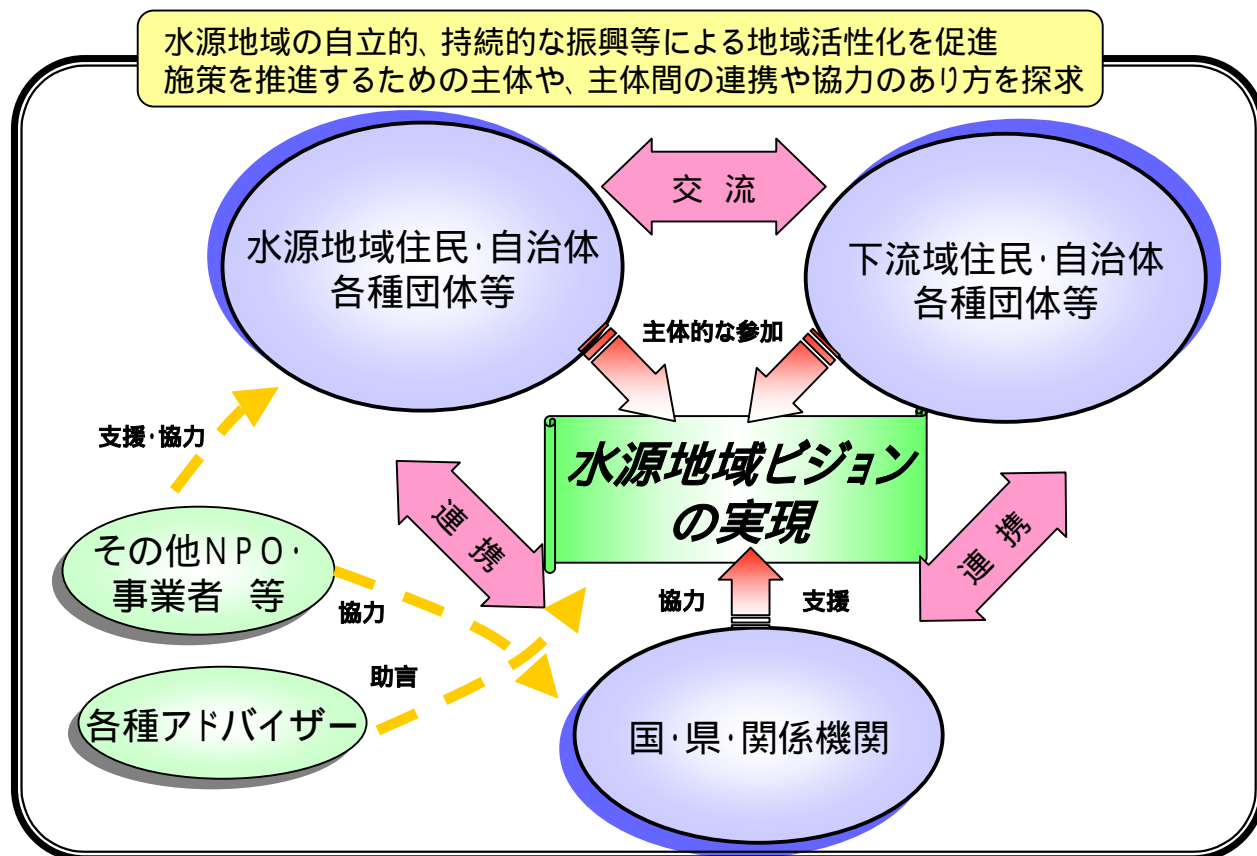 水源地域の自立的、持続的な振興等による地域活性化を促進
施策を推進するための主体や、主体間の連携や協力のあり方を探求
交 流
水源地域住民・自治体
各種団体等
下流域住民・自治体
各種団体等
主体的な参加
支援・協力
水源地域ビジョン
の実現
連 携
連 携
その他NPO・
事業者 等
協力
協力 支援
助言
各種アドバイザー
国・県・関係機関